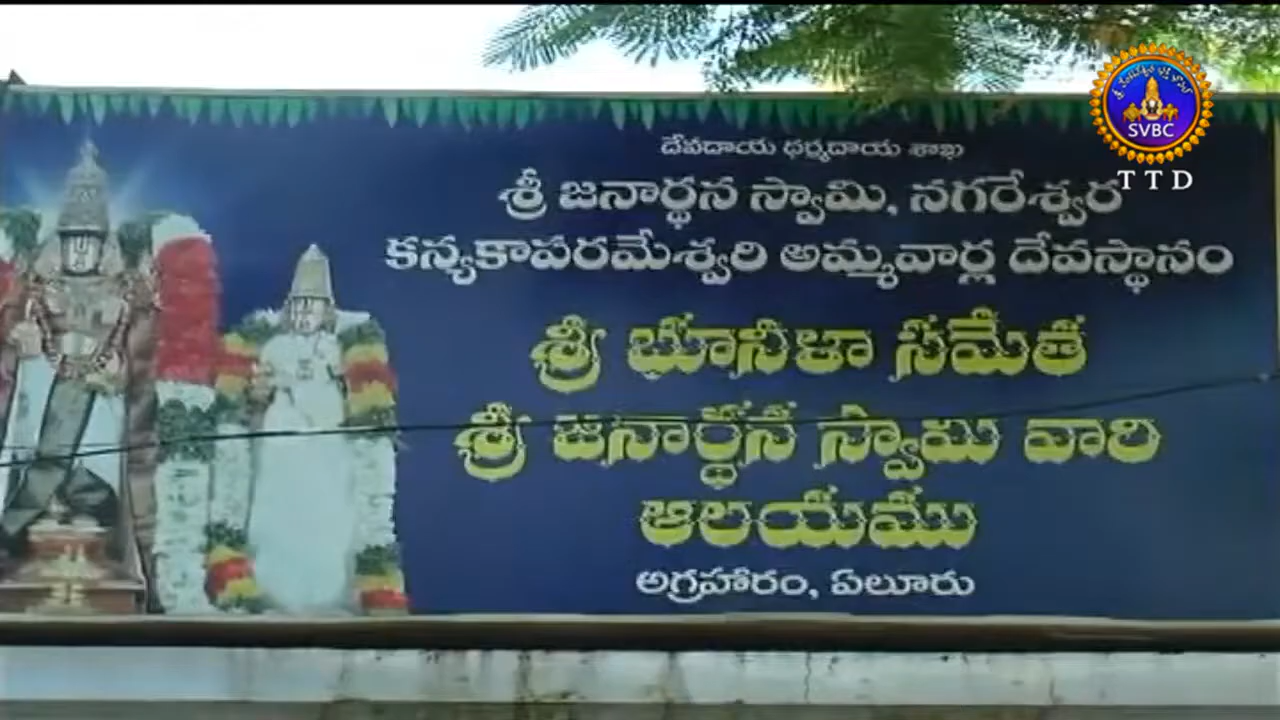 దేవదాయ ధర్మదాయ శాఖ
శ్రీ జనార్థన స్వామి, నగరేశ్వర
కన్యకాపరమేశ్వరి అమ్మవార్ల దేవస్థానం
శ్రీ భూనీళా సమేత
శ్రీ జనార్థన స్వామి వారి
ఆలయము
అగ్రహారం, ఏలూరు
SVBC
TTD